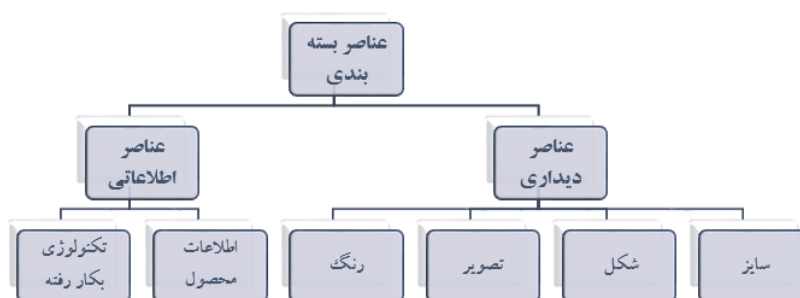 عناصر بسته
بندی
عناصر
دیداری
عناصر
اطلاعاتی
سایز
شکل
تصویر
رنگ
اطلاعات
محصول
تکنولوژی
بکار رفته